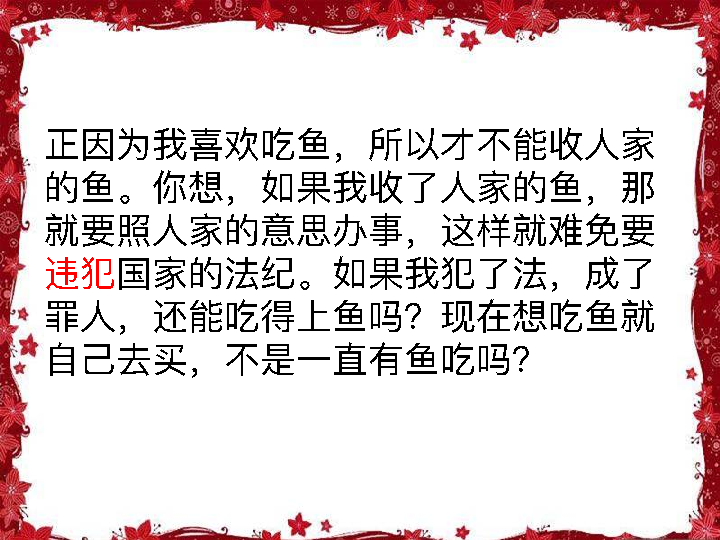 正因为我喜欢吃鱼，所以才不能收人家
的鱼。你想，如果我收了人家的鱼，那
就要照人家的意思办事，这样就难免要
违犯国家的法纪。如果我犯了法，成了
罪人，还能吃得上鱼吗？现在想吃鱼就
自己去买，不是一直有鱼吃吗？